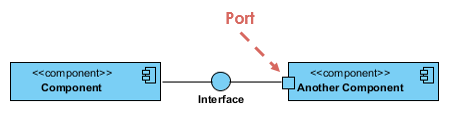 Port
<<component>>
Component
Interface
<<component>>
Another Component